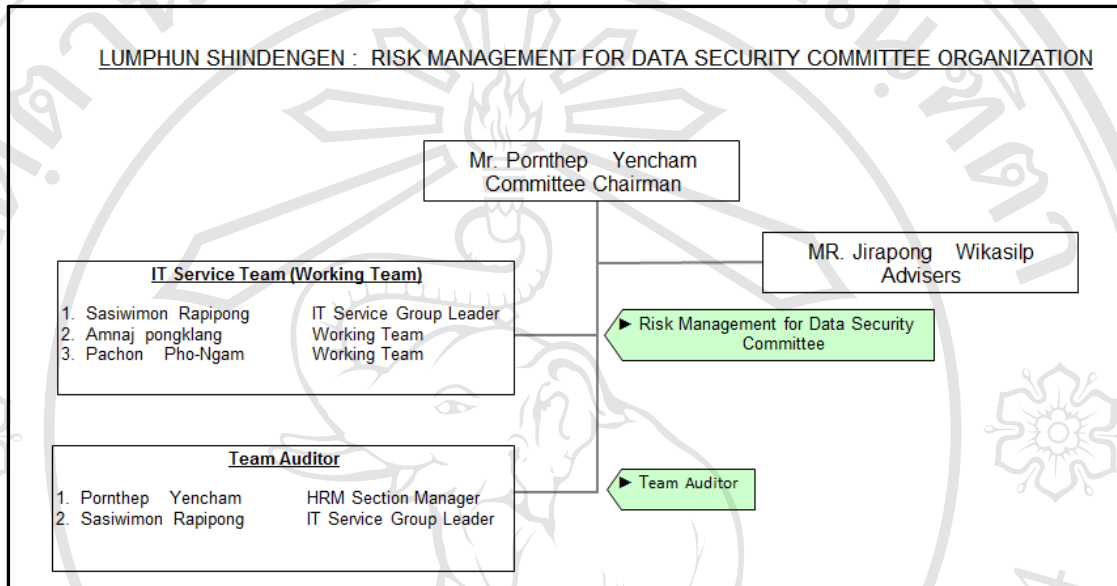 LUMPHUN SHINDENGEN : RISK MANAGEMENT FOR DATA SECURITY COMMITTEE ORGANIZATION
Mr. Pornthep Yencham
Committee Chairman
MR. Jirapong Wikasilp
Advisers
IT Service Team (Working Team)
1. Sasiwimon Rapipong IT Service Group Leader
2. Amnaj pongklang Working Team
3. Pachon Pho-Ngam Working Team
► Risk Management for Data Security
Committee
Team Auditor
1. Pornthep Yencham HRM Section Manager
2. Sasiwimon Rapipong IT Service Group Leader
► Team Auditor